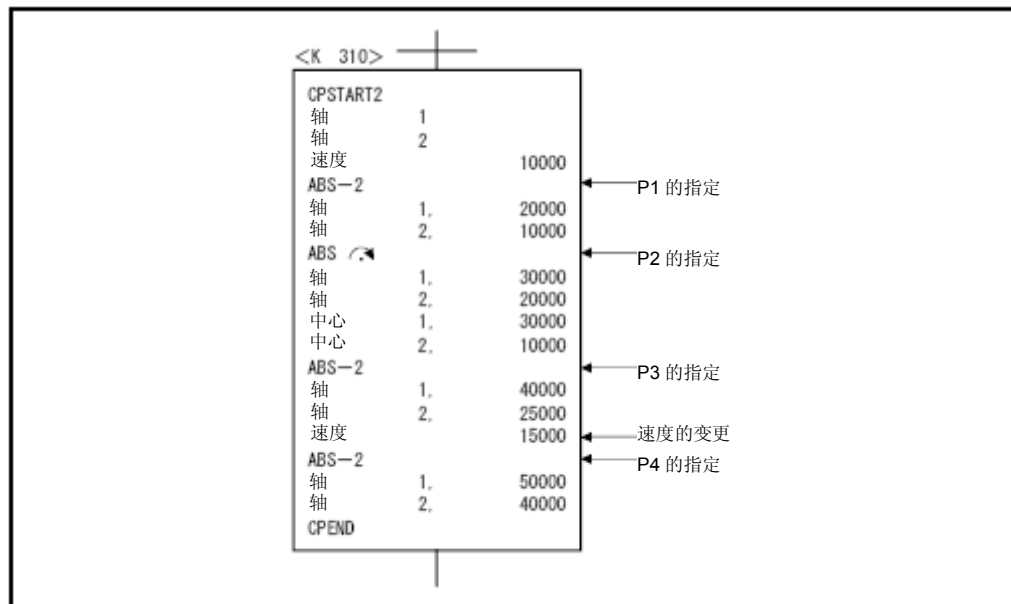 <K 310>
CPSTART2
轴 1
轴 2
速度 10000
ABS-2 P1 的指定
轴 1, 20000
轴 2, 10000
ABS P2 的指定
轴 1, 30000
轴 2, 20000
中心 1, 30000
中心 2, 10000
ABS-2 P3 的指定
轴 1, 40000
轴 2, 25000
速度 15000 速度的变更
ABS-2 P4 的指定
轴 1, 50000
轴 2, 40000
CPEND